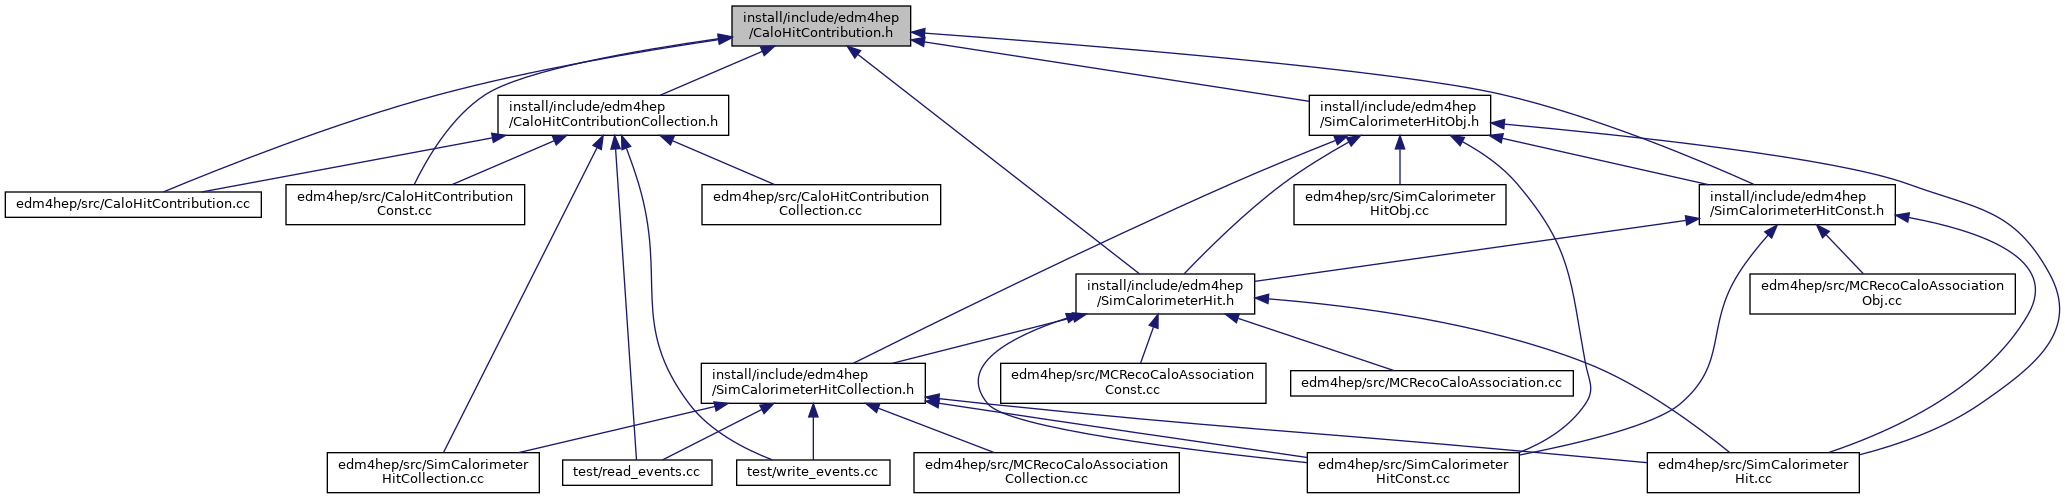 install/include/edm4hep
/CaloHitContribution.h
install/include/edm4hep
/CaloHitContributionCollection.h
install/include/edm4hep
/SimCalorimeterHitObj.h
edm4hep/src/CaloHitContribution.cc
edm4hep/src/CaloHitContribution
Const.cc
edm4hep/src/CaloHitContribution
Collection.cc
edm4hep/src/SimCalorimeter
HitObj.cc
install/include/edm4hep
/SimCalorimeterHitConst.h
install/include/edm4hep
/SimCalorimeterHit.h
edm4hep/src/MCRecoCaloAssociation
Obj.cc
install/include/edm4hep
/SimCalorimeterHitCollection.h
edm4hep/src/MCRecoCaloAssociation
Const.cc
edm4hep/src/MCRecoCaloAssociation.cc
edm4hep/src/SimCalorimeter
HitCollection.cc
test/read_events.cc
test/write_events.cc
edm4hep/src/MCRecoCaloAssociation
Collection.cc
edm4hep/src/SimCalorimeter
HitConst.cc
edm4hep/src/SimCalorimeter
Hit.cc